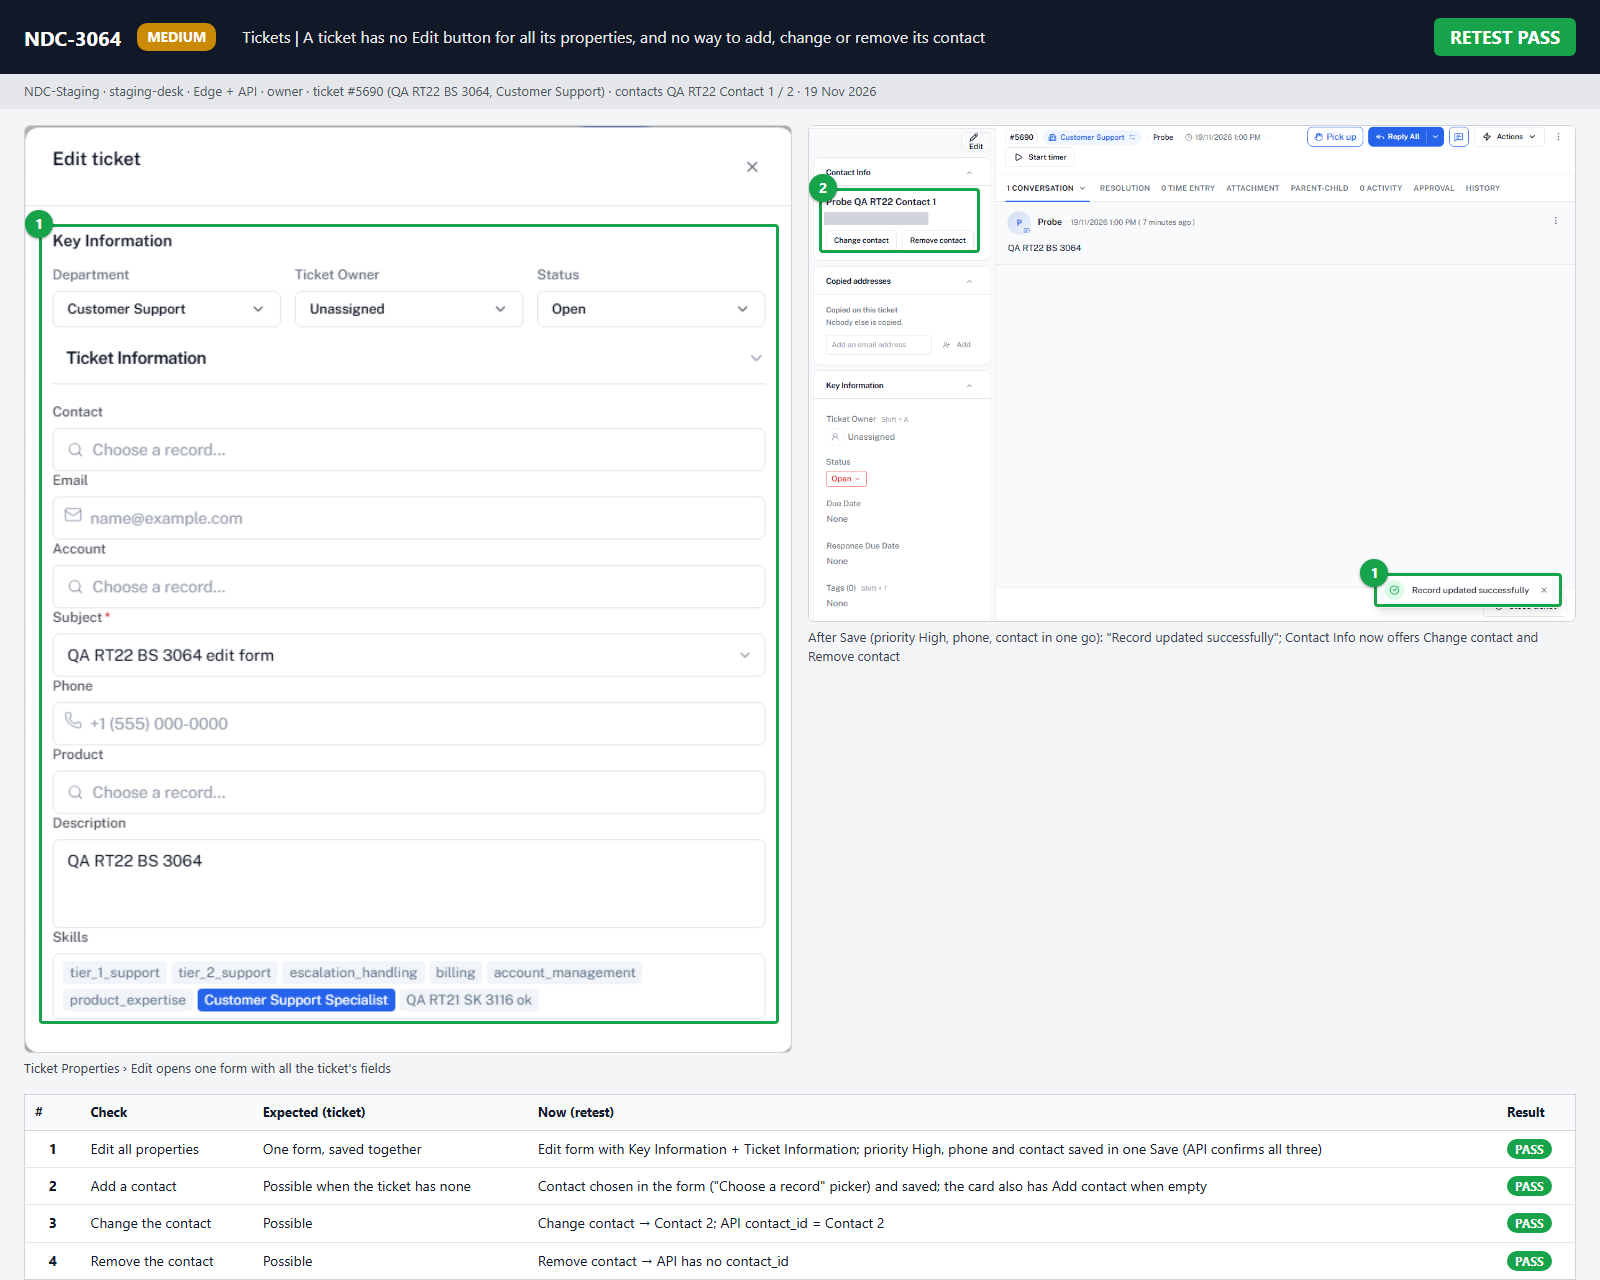 NDC-3064 MEDIUM Tickets | A ticket has no Edit button for all its properties, and no way to add, change or remove its contact RETEST PASS
NDC-Staging · staging-desk · Edge + API · owner · ticket #5690 (QA RT22 BS 3064, Customer Support) · contacts QA RT22 Contact 1 / 2 · 19 Nov 2026
Edit ticket
1
Key Information
Department Ticket Owner Status
Customer Support Unassigned Open
Ticket Information
Contact
Choose a record...
Email
name@example.com
Account
Choose a record...
Subject*
QA RT22 BS 3064 edit form
Phone
+1 (555) 000-0000
Product
Choose a record...
Description
QA RT22 BS 3064
Skills
tier_1_support tier_2_support escalation_handling billing account_management
product_expertise Customer Support Specialist QA RT21 SK 3116 ok
Ticket Properties › Edit opens one form with all the ticket's fields
Edit
Contact Info
2
Probe QA RT22 Contact 1
Change contact Remove contact
Copied addresses
Copied on this ticket
Nobody else is copied.
Add an email address Add
Key Information
Ticket Owner Shift + A
Unassigned
Status
Open
Due Date
None
Response Due Date
None
Tags (0) Shift + T
None
#5690 Customer Support Probe 19/11/2026 1:00 PM Pick up Reply All Actions
Start timer
1 CONVERSATION RESOLUTION 0 TIME ENTRY ATTACHMENT PARENT-CHILD 0 ACTIVITY APPROVAL HISTORY
P Probe · 19/11/2026 1:00 PM ( 7 minutes ago )
QA RT22 BS 3064
1
Record updated successfully
After Save (priority High, phone, contact in one go): "Record updated successfully"; Contact Info now offers Change contact and
Remove contact
# Check Expected (ticket) Now (retest) Result
1 Edit all properties One form, saved together Edit form with Key Information + Ticket Information; priority High, phone and contact saved in one Save (API confirms all three) PASS
2 Add a contact Possible when the ticket has none Contact chosen in the form ("Choose a record" picker) and saved; the card also has Add contact when empty PASS
3 Change the contact Possible Change contact → Contact 2; API contact_id = Contact 2 PASS
4 Remove the contact Possible Remove contact → API has no contact_id PASS